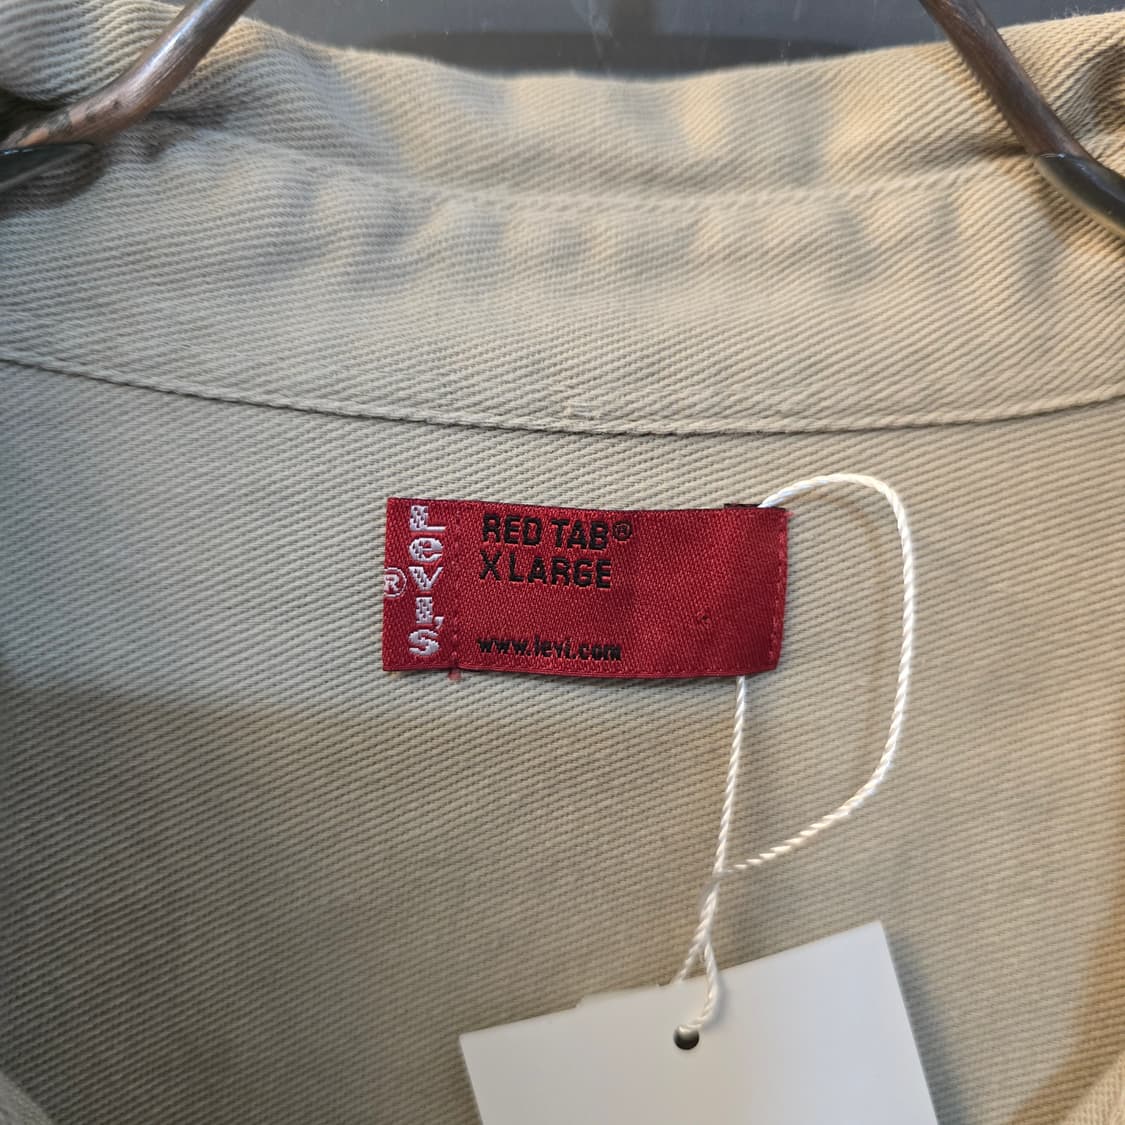 Levi's
®
RED TAB®
X LARGE
www.levi.com